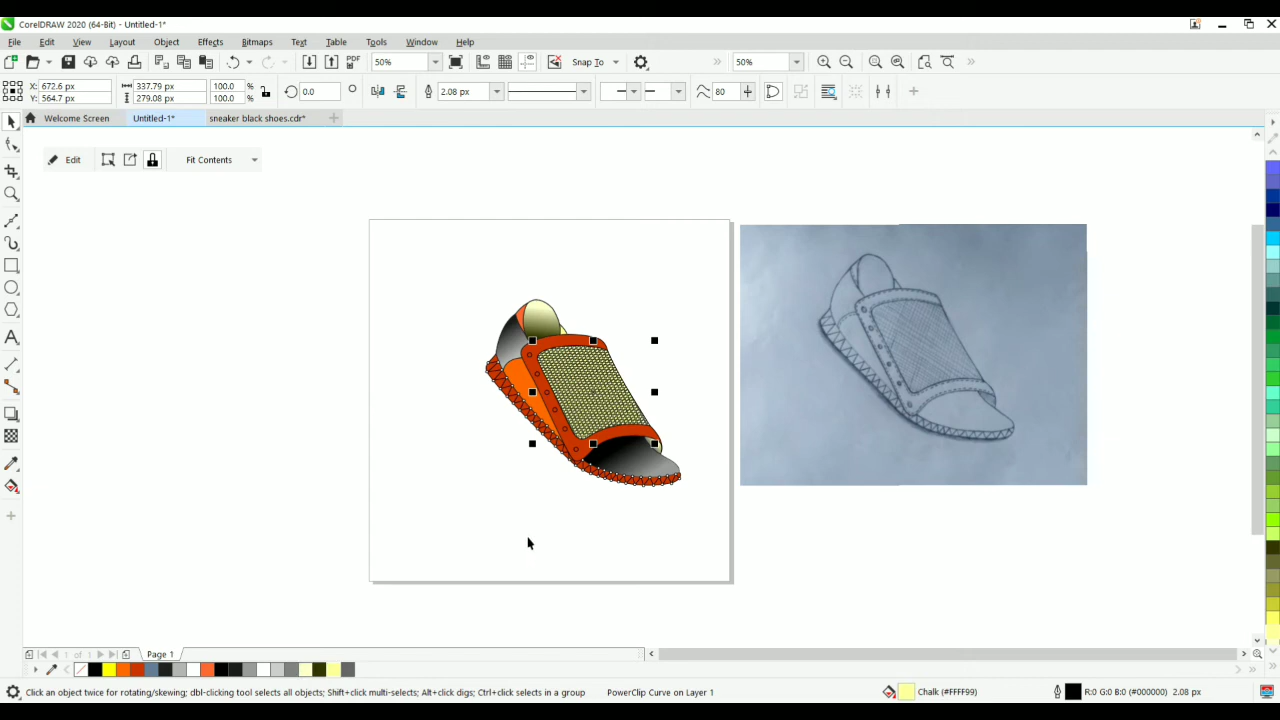 CorelDRAW 2020 (64-Bit) - Untitled-1*
File Edit View Layout Object Effects Bitmaps Text Table Tools Window Help
50% PDF Snap To 50%
X: 672.6 px 337.79 px 100.0 % 0.0 2.08 px 80
Y: 564.7 px 279.08 px 100.0 %
Welcome Screen Untitled-1* sneaker black shoes.cdr*
Edit Fit Contents
1 of 1 Page 1
Click an object twice for rotating/skewing; dbl-clicking tool selects all objects; Shift+click multi-selects; Alt+click digs; Ctrl+click selects in a group PowerClip Curve on Layer 1 Chalk (#FFFF99) R:0 G:0 B:0 (#000000) 2.08 px